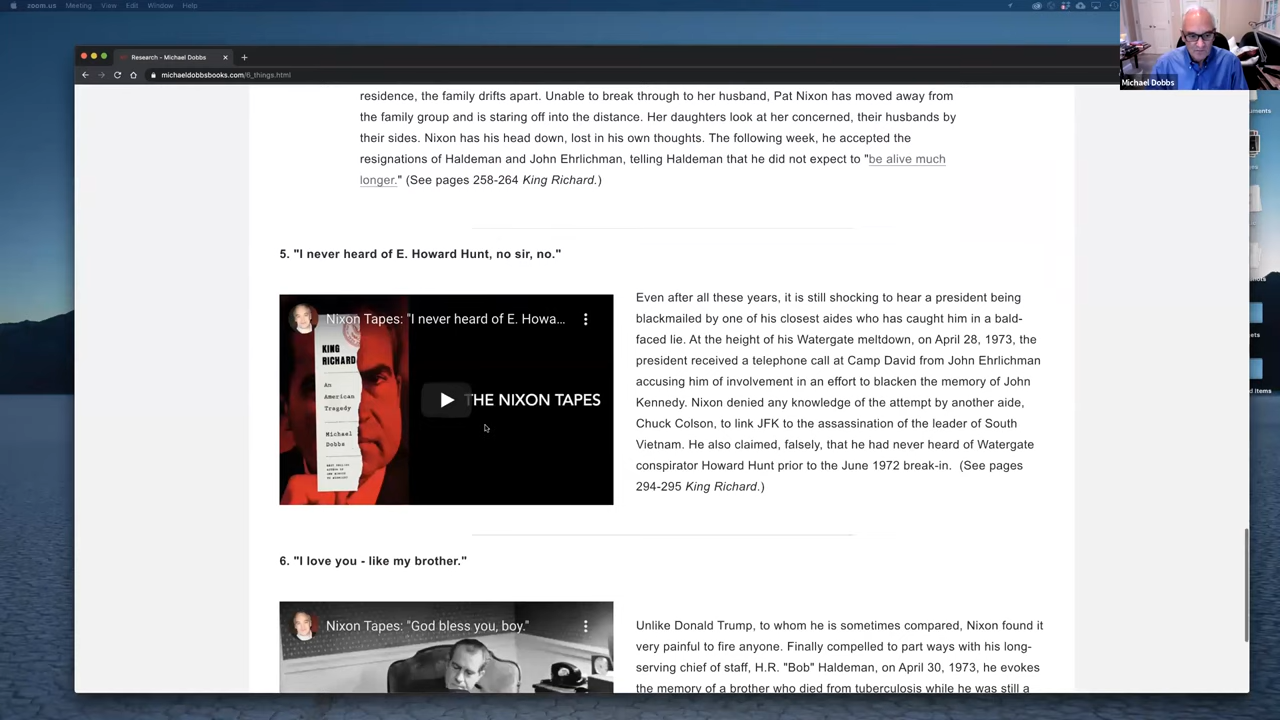 zoom.us Meeting View Edit Window Help
Research - Michael Dobbs
michaeldobbsbooks.com/6_things.html
Michael Dobbs
residence, the family drifts apart. Unable to break through to her husband, Pat Nixon has moved away from
the family group and is staring off into the distance. Her daughters look at her concerned, their husbands by
their sides. Nixon has his head down, lost in his own thoughts. The following week, he accepted the
resignations of Haldeman and John Ehrlichman, telling Haldeman that he did not expect to "be alive much
longer." (See pages 258-264 King Richard.)
5. "I never heard of E. Howard Hunt, no sir, no."
Nixon Tapes: "I never heard of E. Howa...
KING
RICHARD
An
American
Tragedy
Michael
Dobbs
THE NIXON TAPES
Even after all these years, it is still shocking to hear a president being
blackmailed by one of his closest aides who has caught him in a bald-
faced lie. At the height of his Watergate meltdown, on April 28, 1973, the
president received a telephone call at Camp David from John Ehrlichman
accusing him of involvement in an effort to blacken the memory of John
Kennedy. Nixon denied any knowledge of the attempt by another aide,
Chuck Colson, to link JFK to the assassination of the leader of South
Vietnam. He also claimed, falsely, that he had never heard of Watergate
conspirator Howard Hunt prior to the June 1972 break-in. (See pages
294-295 King Richard.)
6. "I love you - like my brother."
Nixon Tapes: "God bless you, boy."
Unlike Donald Trump, to whom he is sometimes compared, Nixon found it
very painful to fire anyone. Finally compelled to part ways with his long-
serving chief of staff, H.R. "Bob" Haldeman, on April 30, 1973, he evokes
the memory of a brother who died from tuberculosis while he was still a